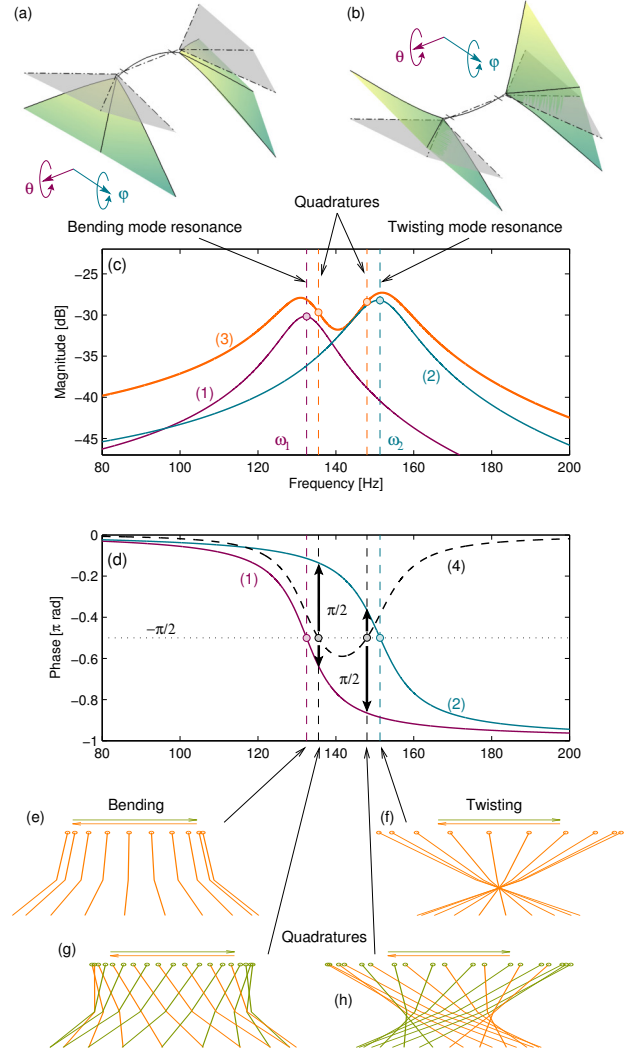 (a)
(b)
θ
φ
θ
φ
Quadratures
Bending mode resonance
Twisting mode resonance
(c)
−25
−30
−35
−40
−45
Magnitude [dB]
(3)
(1)
(2)
ω1
ω2
80
100
120
140
160
180
200
Frequency [Hz]
(d)
0
−0.2
−0.4
−0.6
−0.8
−1
Phase [π rad]
(1)
(4)
π/2
−π/2
π/2
(2)
80
100
120
140
160
180
200
(e)
Bending
Twisting
(f)
(g)
Quadratures
(h)